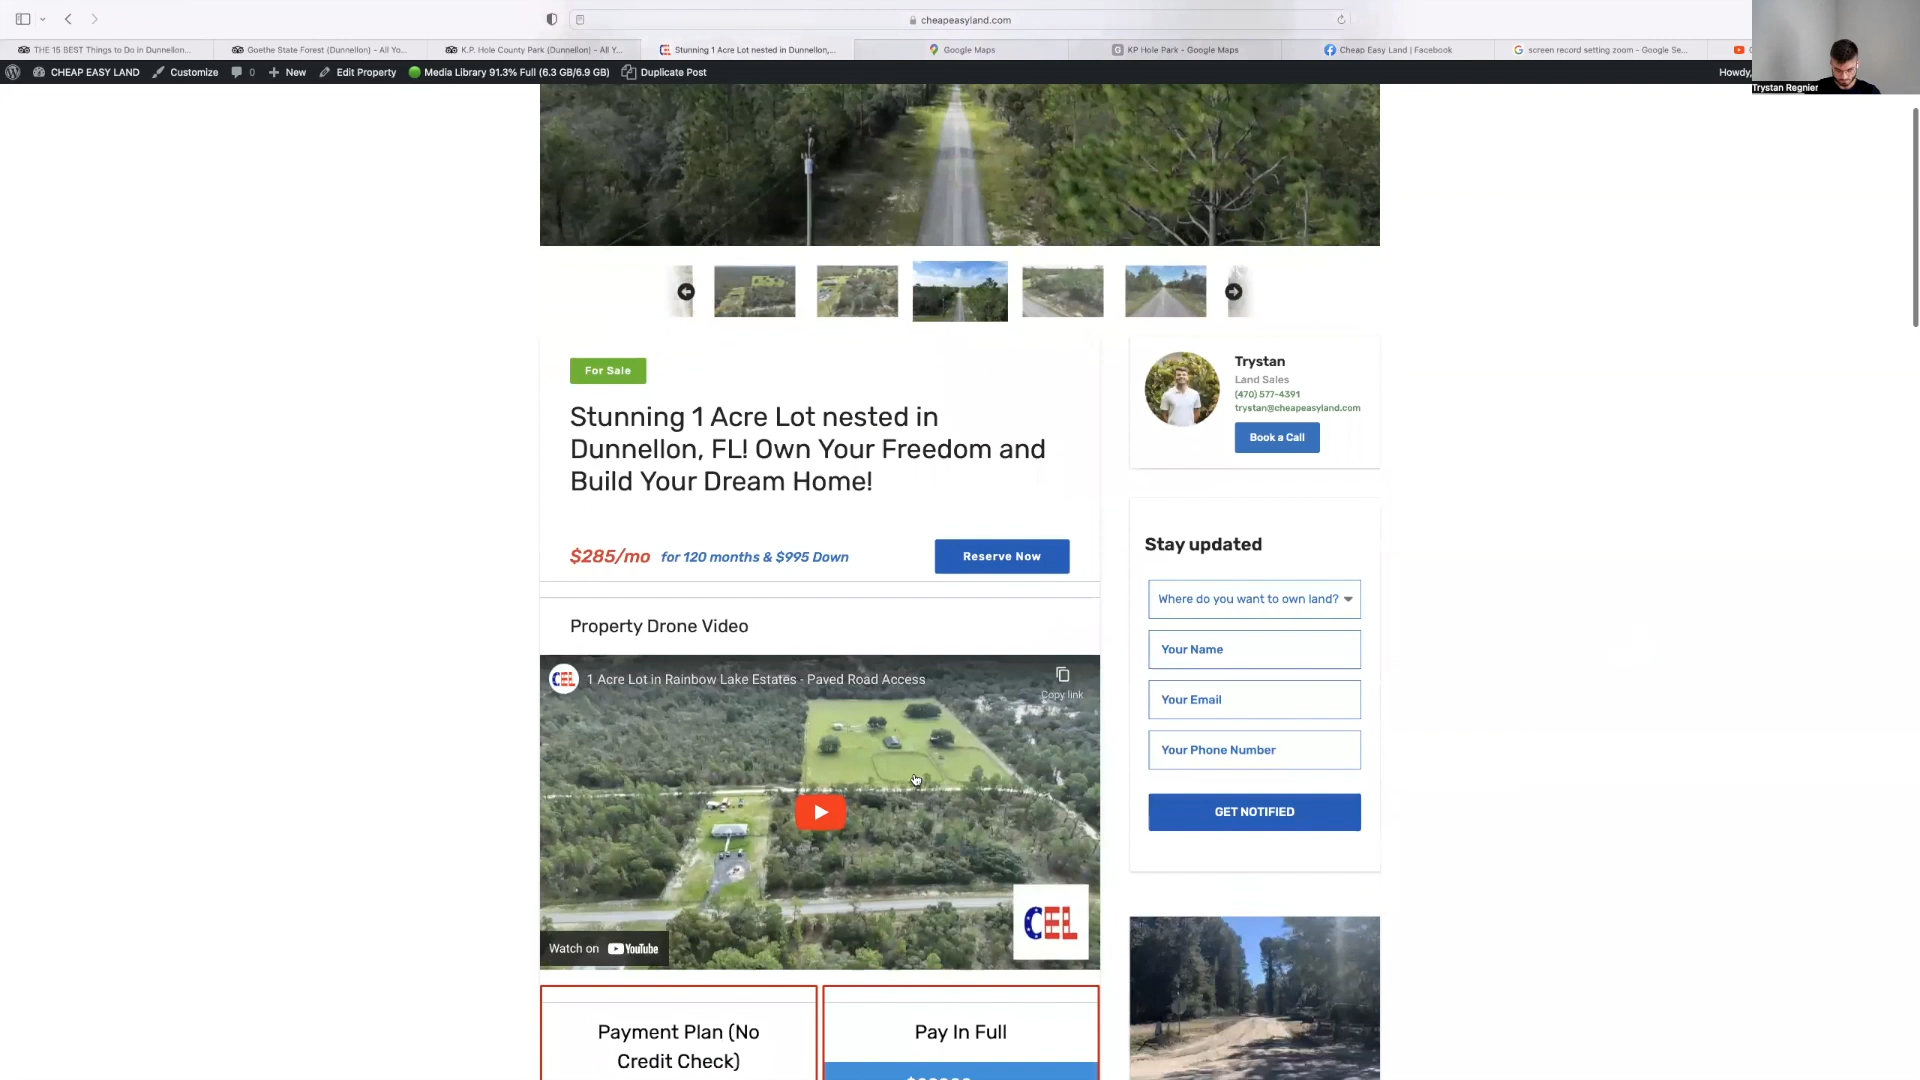 cheapeasyland.com
THE 15 BEST Things to Do in Dunnellon...
Goethe State Forest (Dunnellon) – All Yo...
K.P. Hole County Park (Dunnellon) – All Y...
Stunning 1 Acre Lot nested in Dunnellon,...
Google Maps
KP Hole Park - Google Maps
Cheap Easy Land | Facebook
screen record setting zoom - Google Se...
CHEAP EASY LAND
Customize
0
New
Edit Property
Media Library 91.3% Full (6.3 GB/6.9 GB)
Duplicate Post
Howdy,
Trystan Regnier
For Sale
Stunning 1 Acre Lot nested in
Dunnellon, FL! Own Your Freedom and
Build Your Dream Home!
$285/mo for 120 months & $995 Down
Reserve Now
Property Drone Video
CEL
1 Acre Lot in Rainbow Lake Estates - Paved Road Access
Copy link
CEL
Watch on YouTube
Payment Plan (No
Credit Check)
Pay In Full
Trystan
Land Sales
(470) 577-4391
trystan@cheapeasyland.com
Book a Call
Stay updated
Where do you want to own land?
Your Name
Your Email
Your Phone Number
GET NOTIFIED